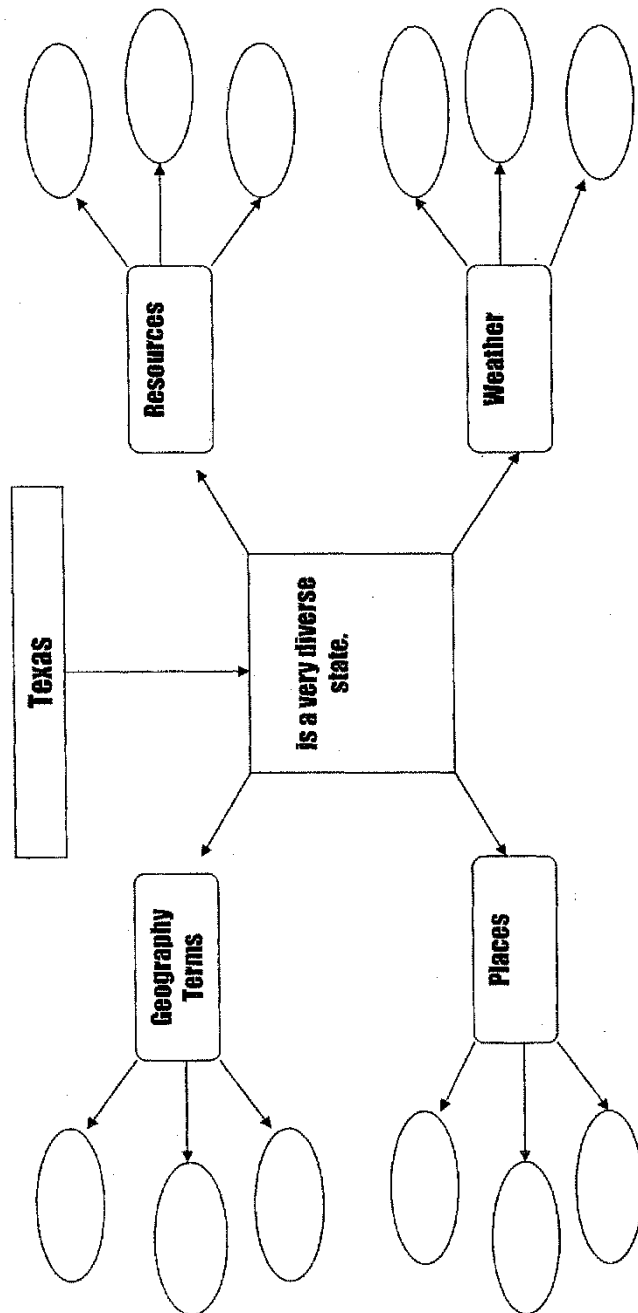 Texas
Geography
Terms
Resources
is a very diverse
state.
Places
Weather